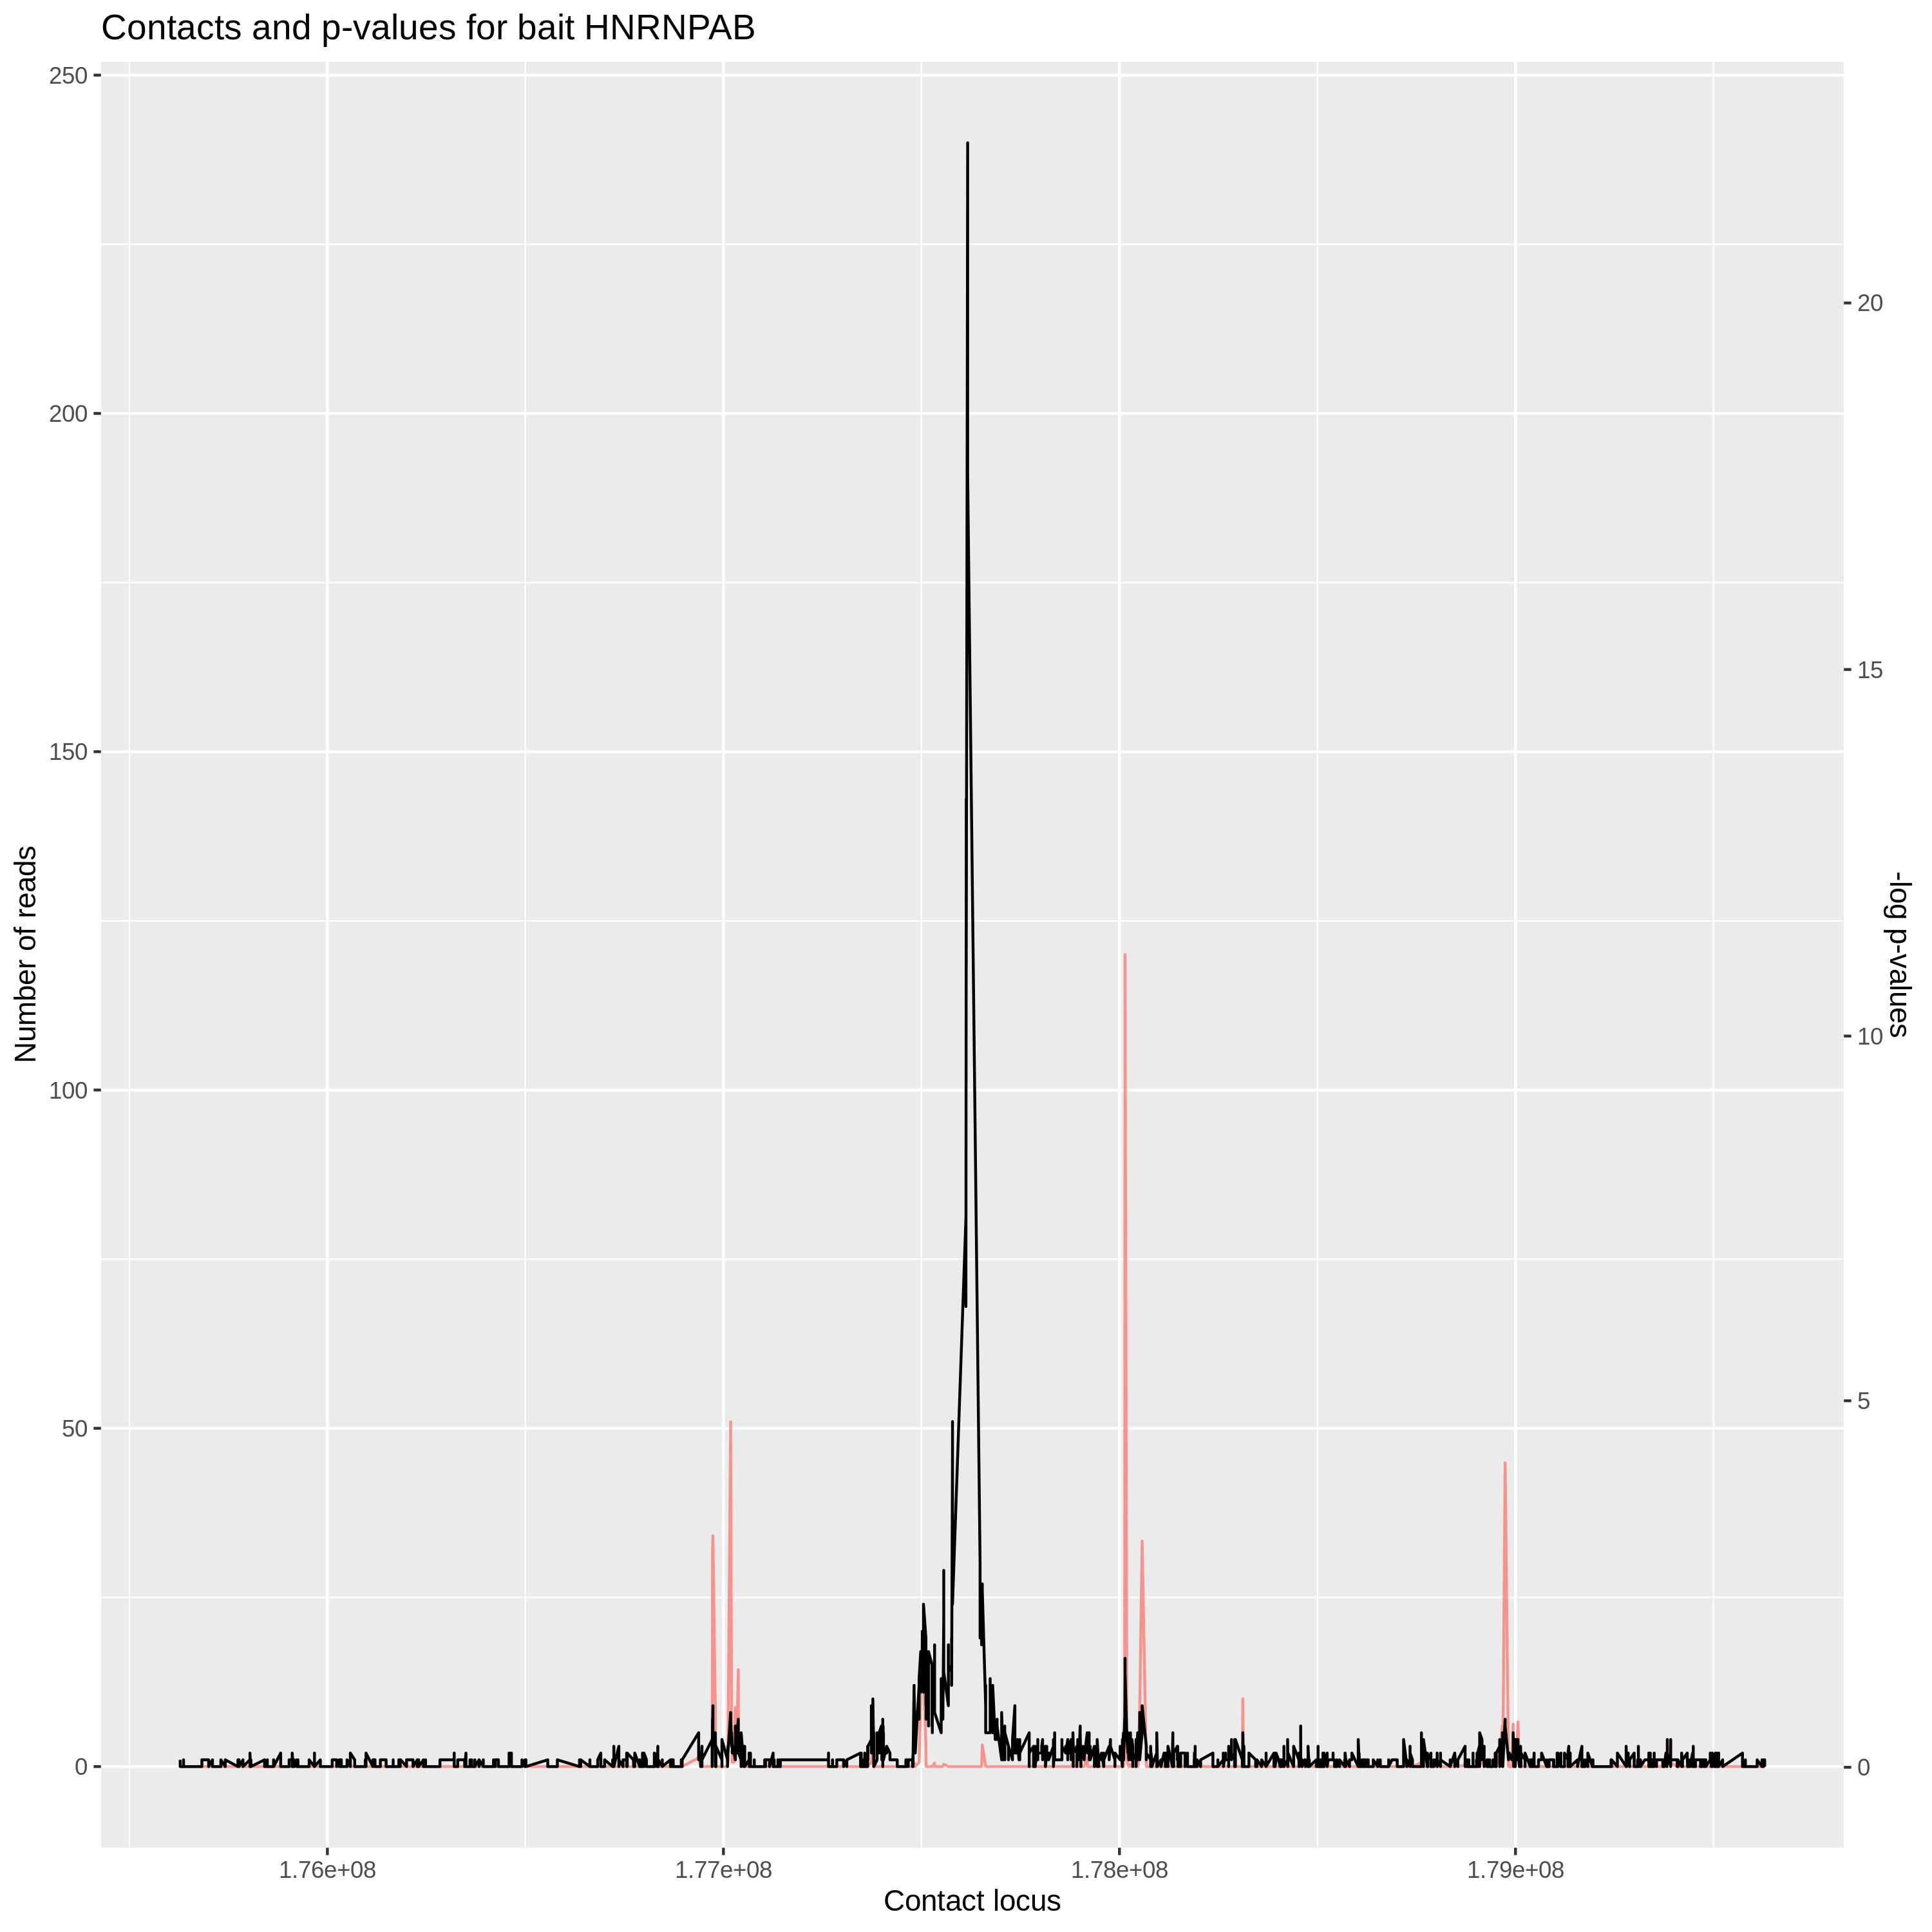 Contacts and p-values for bait HNRNPAB
250
200
150
100
50
0
Number of reads
20
15
10
5
0
-log p-values
1.76e+08
1.77e+08
1.78e+08
1.79e+08
Contact locus